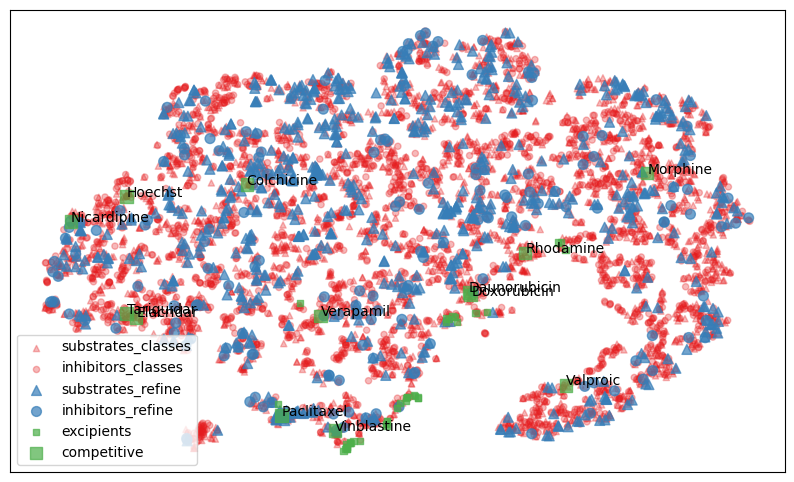 Morphine
Colchicine
Hoechst
Nicardipine
Rhodamine
Daunorubicin
Doxorubicin
Tariquidar
Elacridar
Verapamil
Valproic
Paclitaxel
Vinblastine
substrates_classes
inhibitors_classes
substrates_refine
inhibitors_refine
excipients
competitive